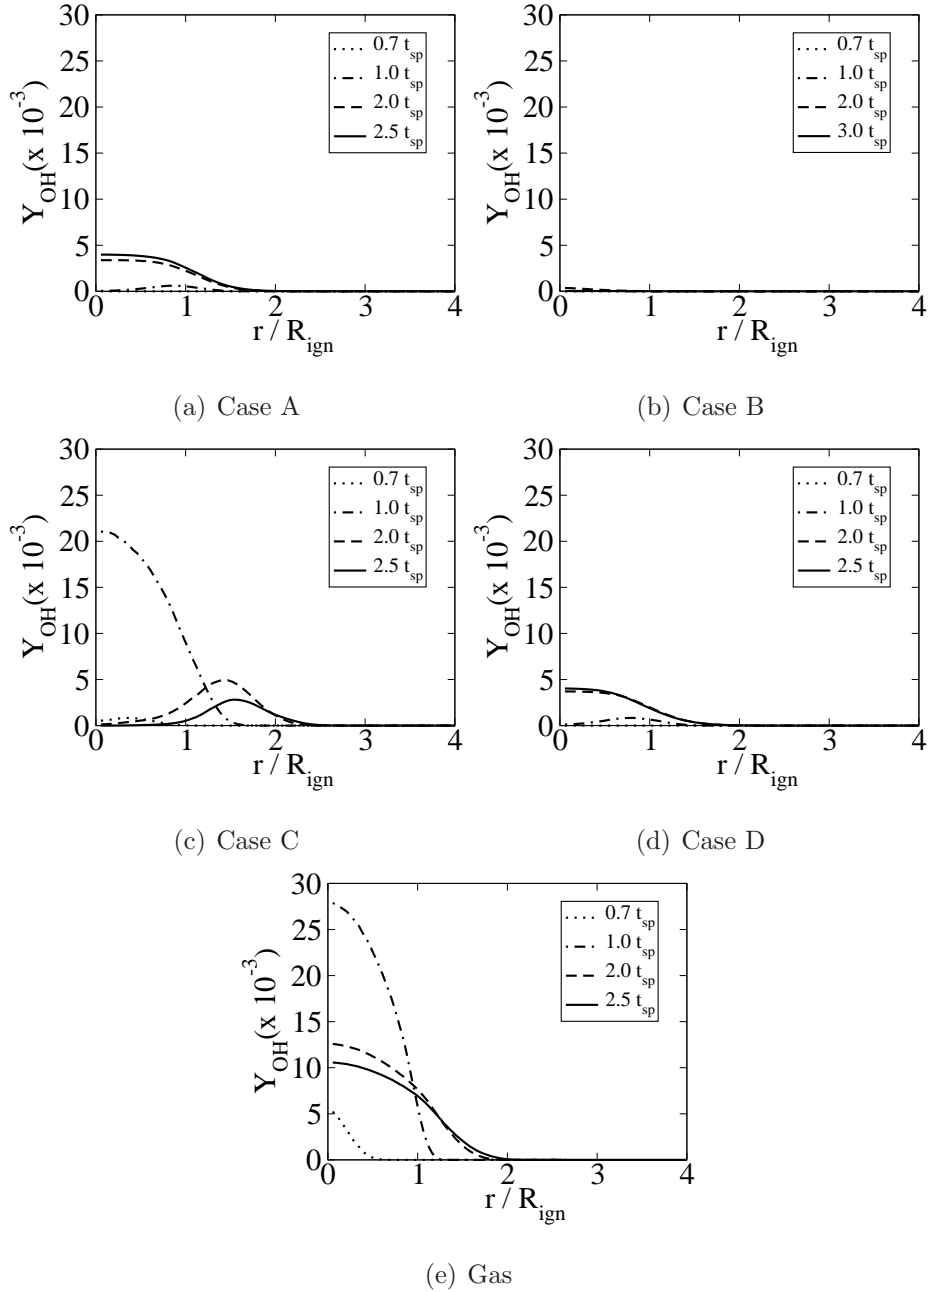 30
25
20
15
10
5
0
Y_OH (x 10^-3)
0 1 2 3 4
r / R_ign
0.7 t_sp
1.0 t_sp
2.0 t_sp
2.5 t_sp
(a) Case A
30
25
20
15
10
5
0
Y_OH (x 10^-3)
0 1 2 3 4
r / R_ign
0.7 t_sp
1.0 t_sp
2.0 t_sp
3.0 t_sp
(b) Case B
30
25
20
15
10
5
0
Y_OH (x 10^-3)
0 1 2 3 4
r / R_ign
0.7 t_sp
1.0 t_sp
2.0 t_sp
2.5 t_sp
(c) Case C
30
25
20
15
10
5
0
Y_OH (x 10^-3)
0 1 2 3 4
r / R_ign
0.7 t_sp
1.0 t_sp
2.0 t_sp
2.5 t_sp
(d) Case D
30
25
20
15
10
5
0
Y_OH (x 10^-3)
0 1 2 3 4
r / R_ign
0.7 t_sp
1.0 t_sp
2.0 t_sp
2.5 t_sp
(e) Gas